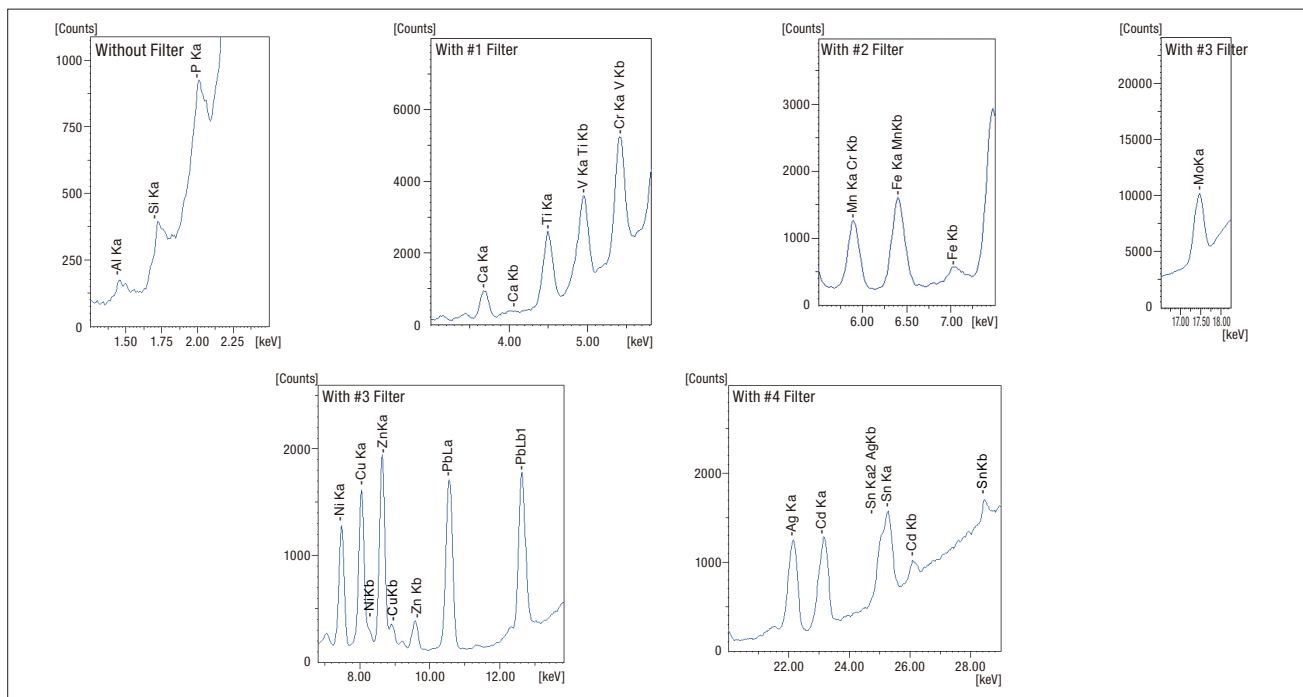 [Counts]
Without Filter
1000
750
500
250
0
Al Ka
Si Ka
P Ka
1.50 1.75 2.00 2.25 [keV]
[Counts]
With #1 Filter
6000
4000
2000
0
Ca Ka
Ca Kb
Ti Ka
V Ka Ti Kb
Cr Ka V Kb
4.00 5.00 [keV]
[Counts]
With #2 Filter
3000
2000
1000
0
Mn Ka Cr Kb
Fe Ka MnKb
Fe Kb
6.00 6.50 7.00 [keV]
[Counts]
With #3 Filter
20000
15000
10000
5000
0
MoKa
17.00 17.50 18.00
[keV]
[Counts]
With #3 Filter
2000
1000
0
Ni Ka
Cu Ka
NiKb
ZnKa
CuKb
Zn Kb
PbLa
PbLb1
8.00 10.00 12.00
[keV]
[Counts]
With #4 Filter
2000
1000
0
Ag Ka
Cd Ka
Sn Ka2 AgKb
Sn Ka
Cd Kb
SnKb
22.00 24.00 26.00 28.00
[keV]